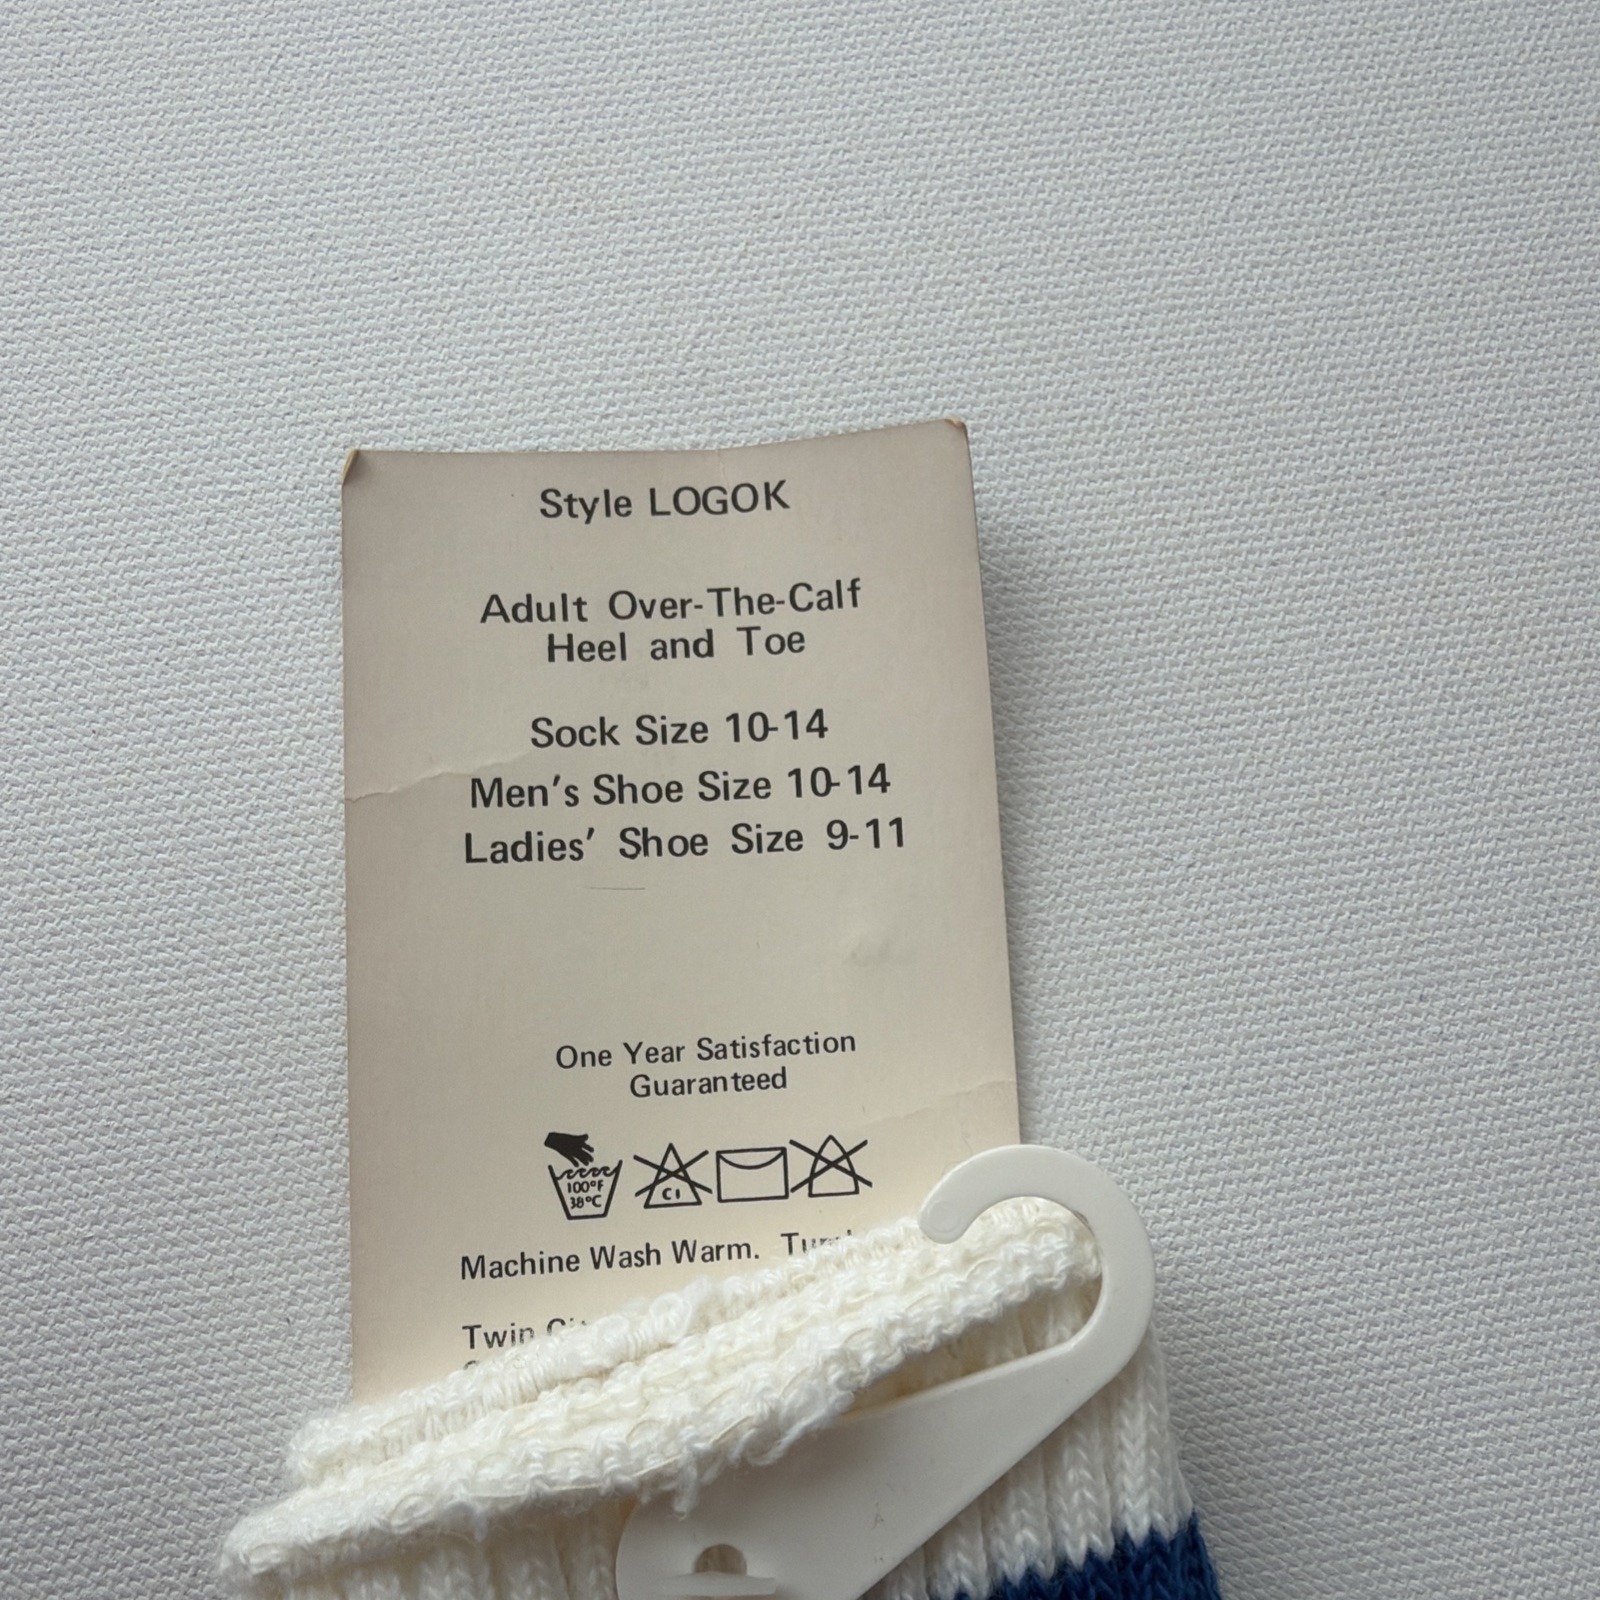 Style LOGOK
Adult Over-The-Calf
Heel and Toe
Sock Size 10-14
Men's Shoe Size 10-14
Ladies' Shoe Size 9-11
One Year Satisfaction
Guaranteed
100°F
38°C
Cl
Machine Wash Warm.
Twin